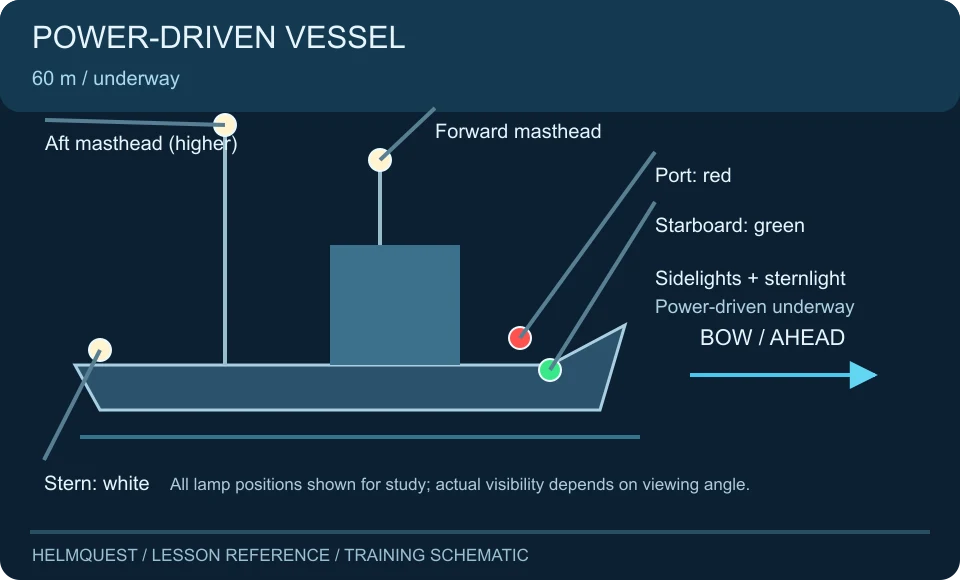 POWER-DRIVEN VESSEL
60 m / underway
Aft masthead (higher)
Forward masthead
Port: red
Starboard: green
Sidelights + sternlight
Power-driven underway
BOW / AHEAD
Stern: white
All lamp positions shown for study; actual visibility depends on viewing angle.
HELMQUEST / LESSON REFERENCE / TRAINING SCHEMATIC